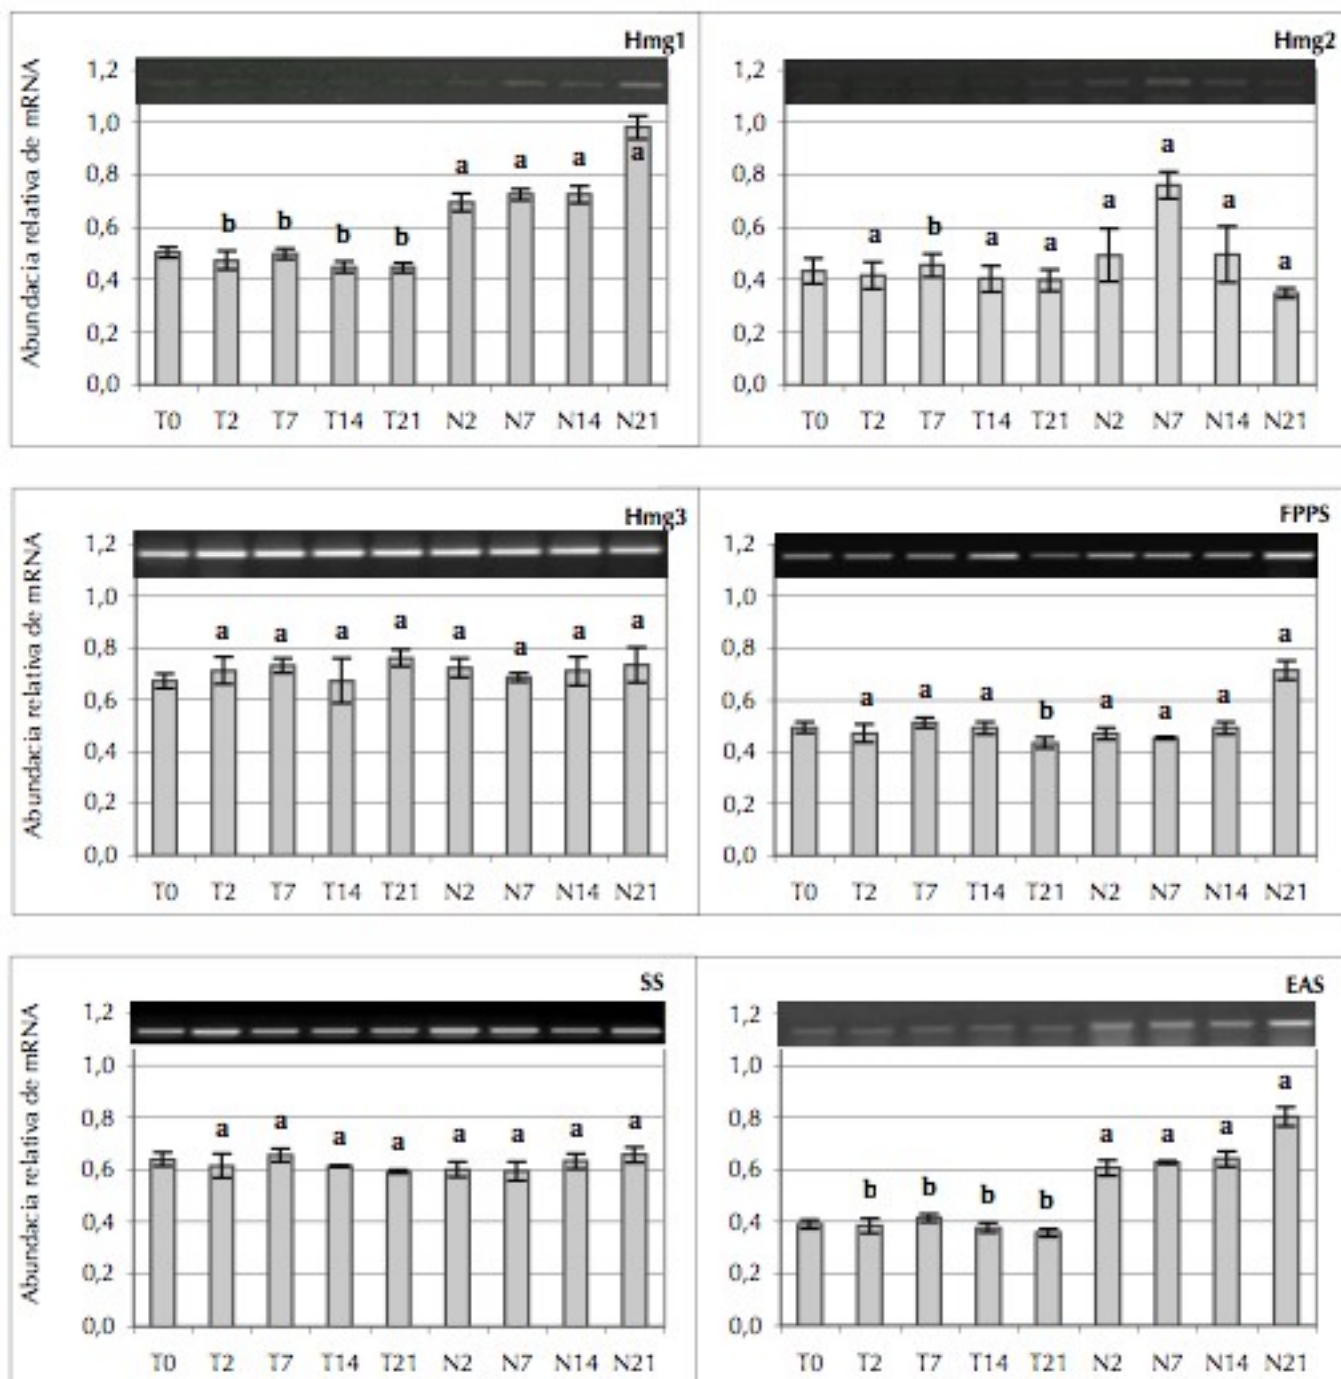 Hmg1
Abundacia relativa de mRNA
1,2
1,0
0,8
0,6
0,4
0,2
0,0
b
b
b
b
a
a
a
a
T0 T2 T7 T14 T21 N2 N7 N14 N21
Hmg2
1,2
1,0
0,8
0,6
0,4
0,2
0,0
a
b
a
a
a
a
a
a
T0 T2 T7 T14 T21 N2 N7 N14 N21
Hmg3
Abundacia relativa de mRNA
1,2
1,0
0,8
0,6
0,4
0,2
0,0
a
a
a
a
a
a
a
a
T0 T2 T7 T14 T21 N2 N7 N14 N21
FPPS
1,2
1,0
0,8
0,6
0,4
0,2
0,0
a
a
a
b
a
a
a
a
T0 T2 T7 T14 T21 N2 N7 N14 N21
SS
Abundacia relativa de mRNA
1,2
1,0
0,8
0,6
0,4
0,2
0,0
a
a
a
a
a
a
a
a
T0 T2 T7 T14 T21 N2 N7 N14 N21
EAS
1,2
1,0
0,8
0,6
0,4
0,2
0,0
b
b
b
b
a
a
a
a
T0 T2 T7 T14 T21 N2 N7 N14 N21